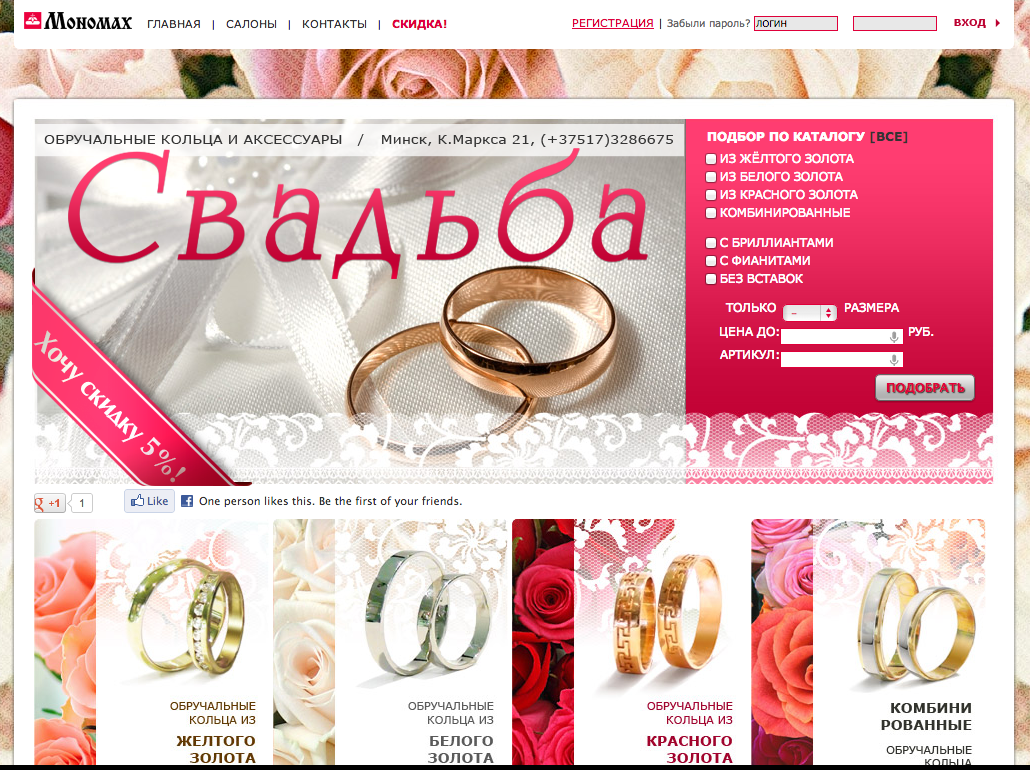 Мономах
ГЛАВНАЯ | САЛОНЫ | КОНТАКТЫ | СКИДКА!
РЕГИСТРАЦИЯ | Забыли пароль? ЛОГИН ВХОД
ОБРУЧАЛЬНЫЕ КОЛЬЦА И АКСЕССУАРЫ / Минск, К.Маркса 21, (+37517)3286675
Свадьба
Хочу скидку 5%!
ПОДБОР ПО КАТАЛОГУ [ВСЕ]
ИЗ ЖЁЛТОГО ЗОЛОТА
ИЗ БЕЛОГО ЗОЛОТА
ИЗ КРАСНОГО ЗОЛОТА
КОМБИНИРОВАННЫЕ
С БРИЛЛИАНТАМИ
С ФИАНИТАМИ
БЕЗ ВСТАВОК
ТОЛЬКО – РАЗМЕРА
ЦЕНА ДО: РУБ.
АРТИКУЛ:
ПОДОБРАТЬ
g +1 1 Like f One person likes this. Be the first of your friends.
ОБРУЧАЛЬНЫЕ
КОЛЬЦА ИЗ
ЖЕЛТОГО
ЗОЛОТА
ОБРУЧАЛЬНЫЕ
КОЛЬЦА ИЗ
БЕЛОГО
ЗОЛОТА
ОБРУЧАЛЬНЫЕ
КОЛЬЦА ИЗ
КРАСНОГО
ЗОЛОТА
КОМБИНИ
РОВАННЫЕ
ОБРУЧАЛЬНЫЕ
КОЛЬЦА